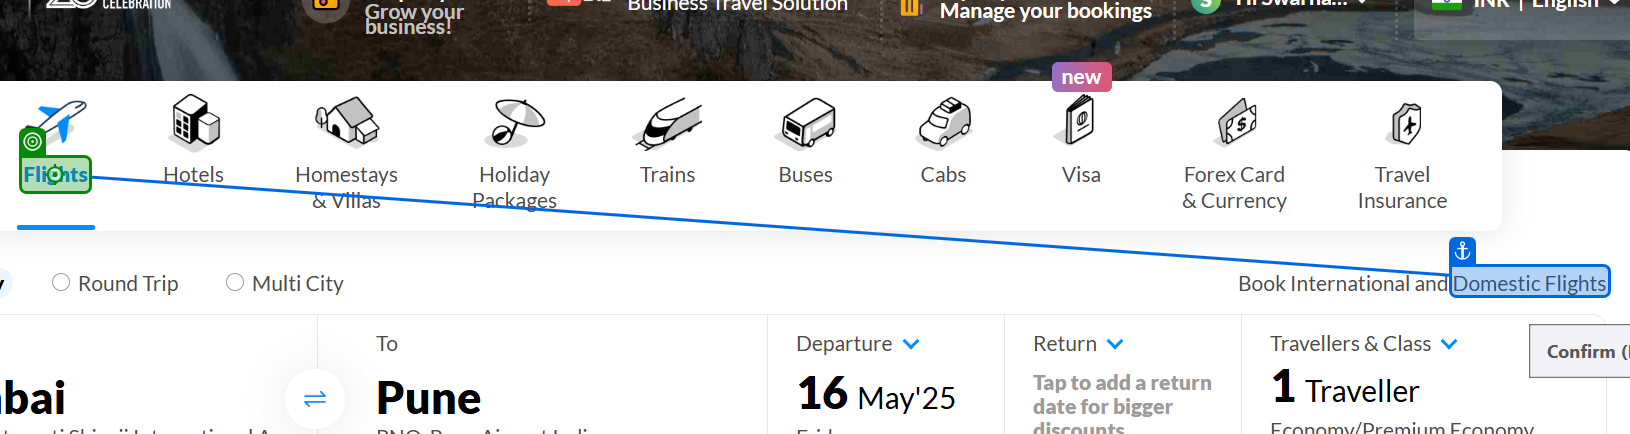 CELEBRATION
Grow your
business!
Business Travel Solution
Manage your bookings
INR | English
new
Flights
Hotels
Homestays
& Villas
Holiday
Packages
Trains
Buses
Cabs
Visa
Forex Card
& Currency
Travel
Insurance
Round Trip
Multi City
Book International and Domestic Flights
To
Departure
Return
Travellers & Class
bai
Pune
16 May'25
Tap to add a return
date for bigger
discounts
1 Traveller
Economy/Premium Economy
Confirm (